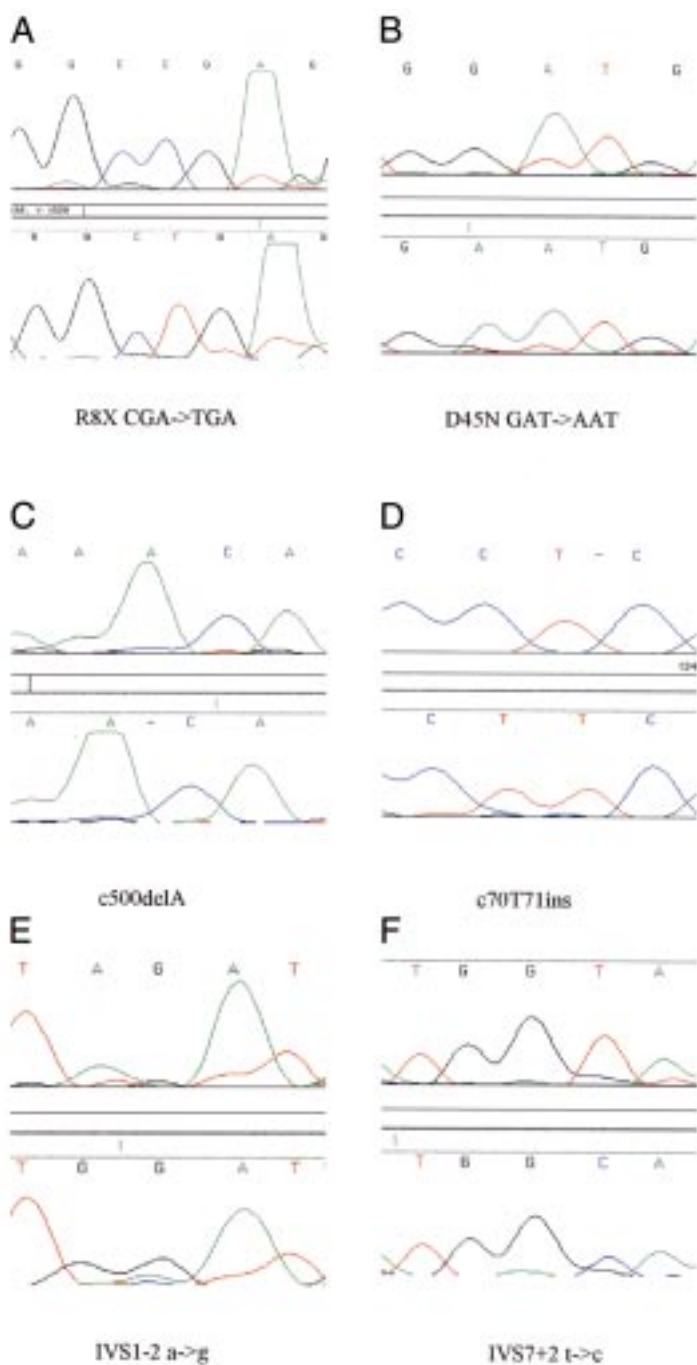 A
B
G G A T G
G A A T G
R8X CGA->TGA
D45N GAT->AAT
C
D
A A A C A
C C T - C
A A - C A
C T T C
c500delA
c70T71ins
E
F
T A G A T
T G G T A
T G G A T
T G G C A
IVS1-2 a->g
IVS7+2 t->c